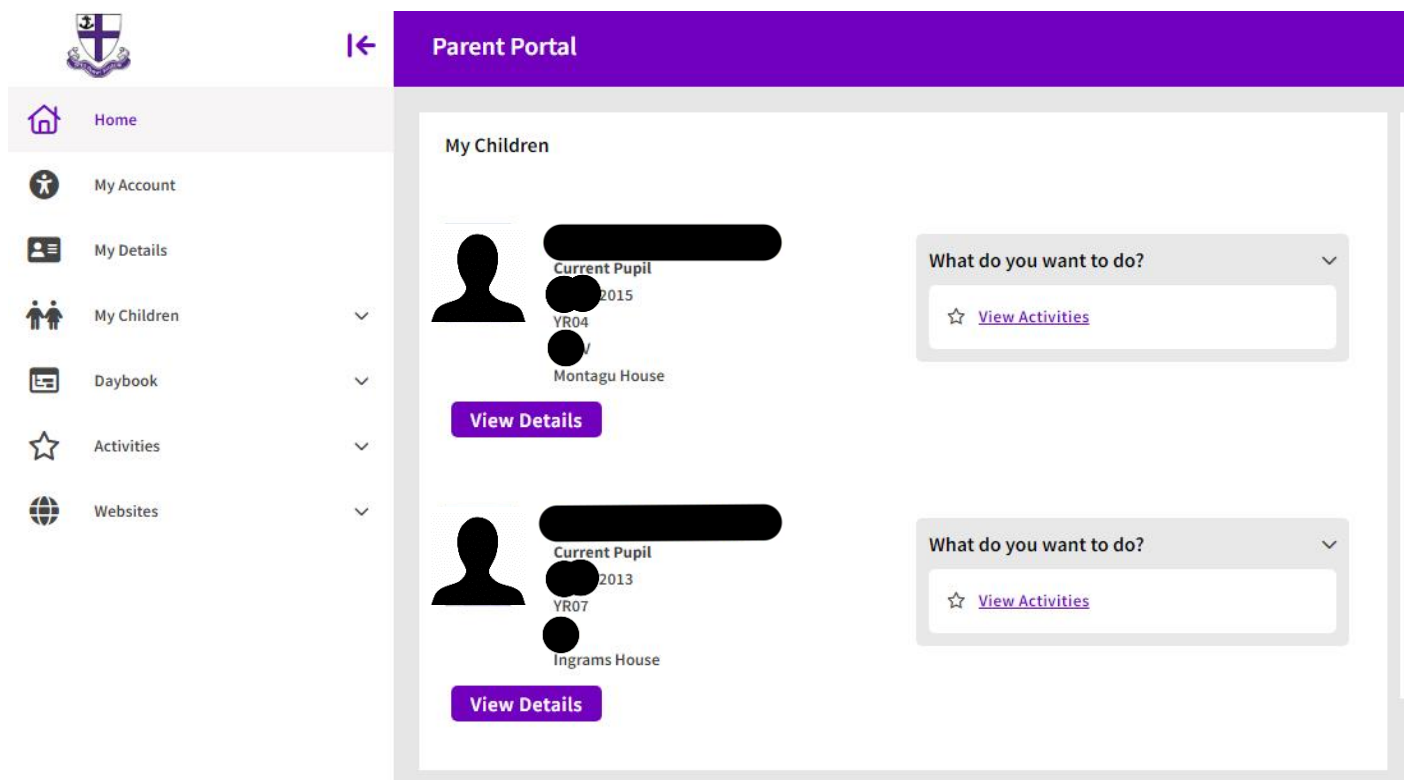 Parent Portal
Home
My Account
My Details
My Children
Daybook
Activities
Websites
My Children
Current Pupil
2015
YR04
Montagu House
View Details
What do you want to do?
View Activities
Current Pupil
2013
YR07
Ingrams House
View Details
What do you want to do?
View Activities